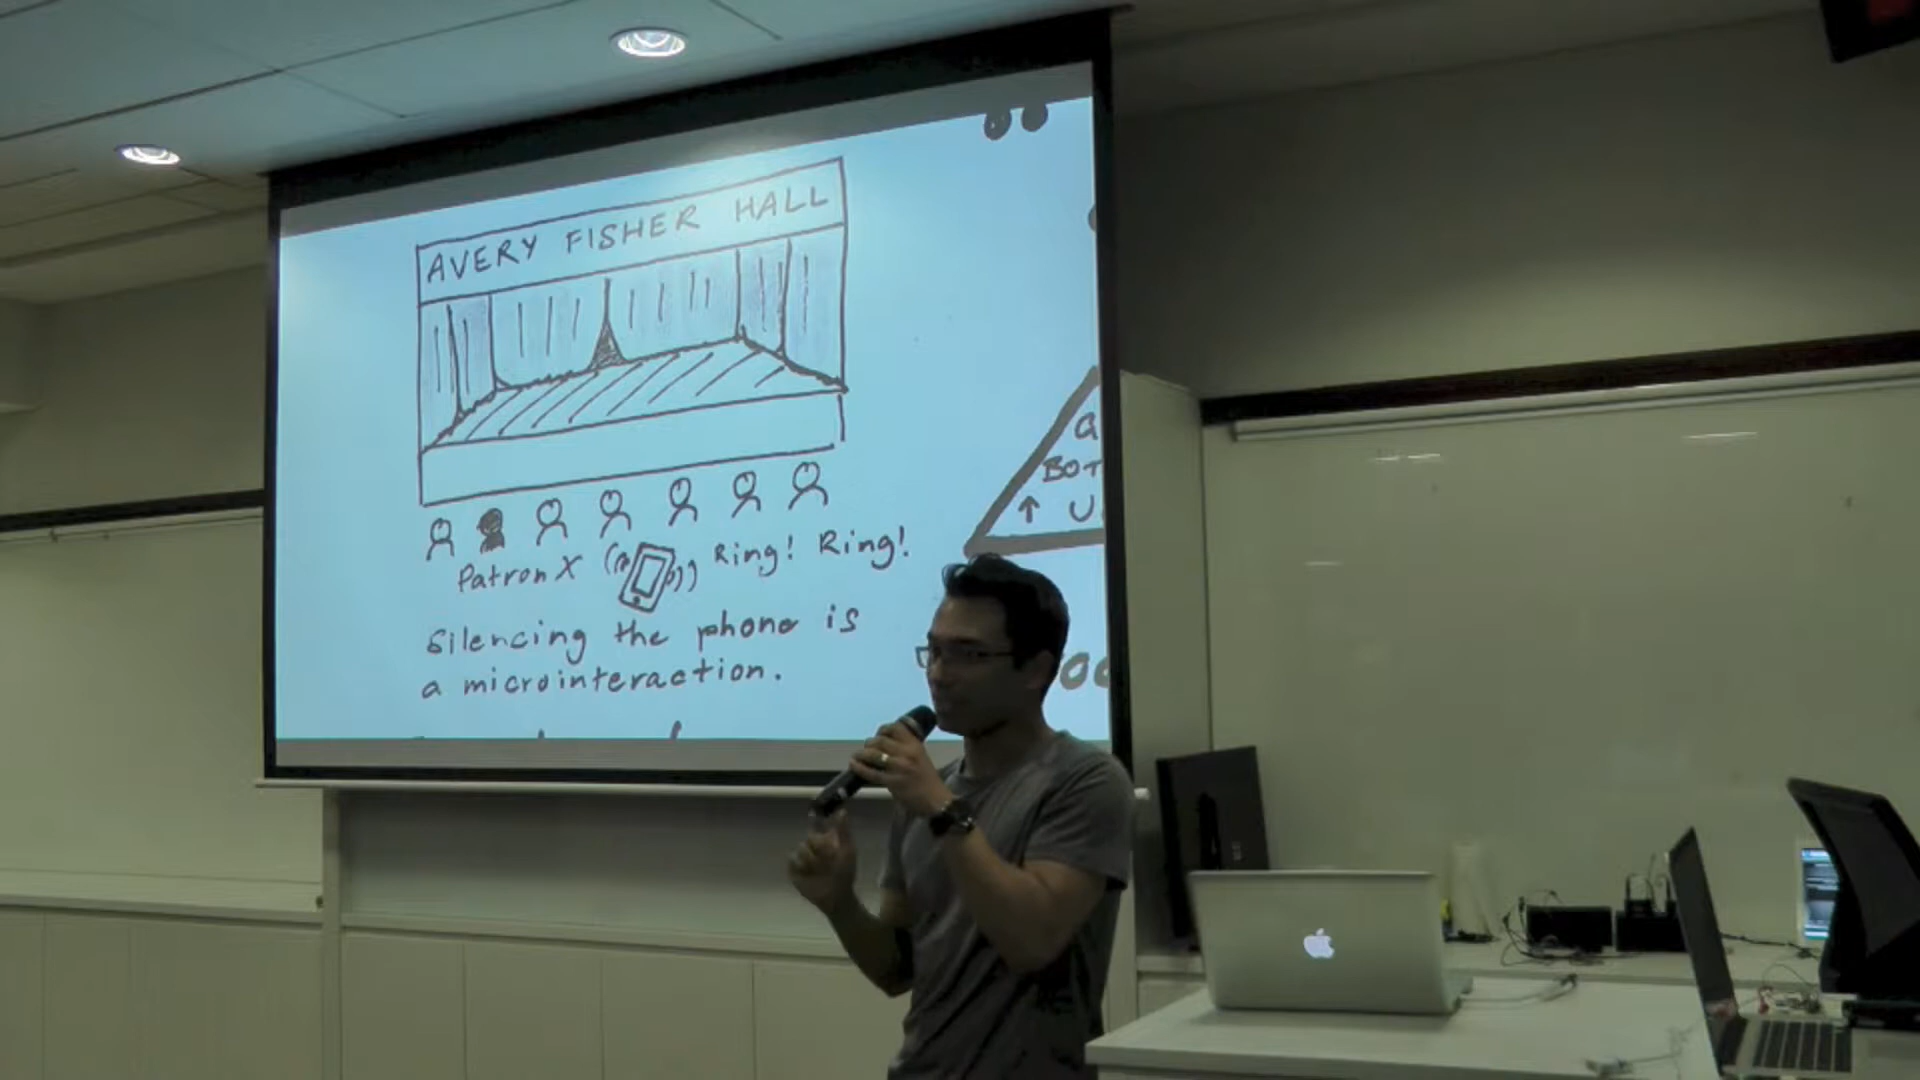 AVERY FISHER HALL
Patron X Ring! Ring!
Silencing the phone is
a microinteraction.